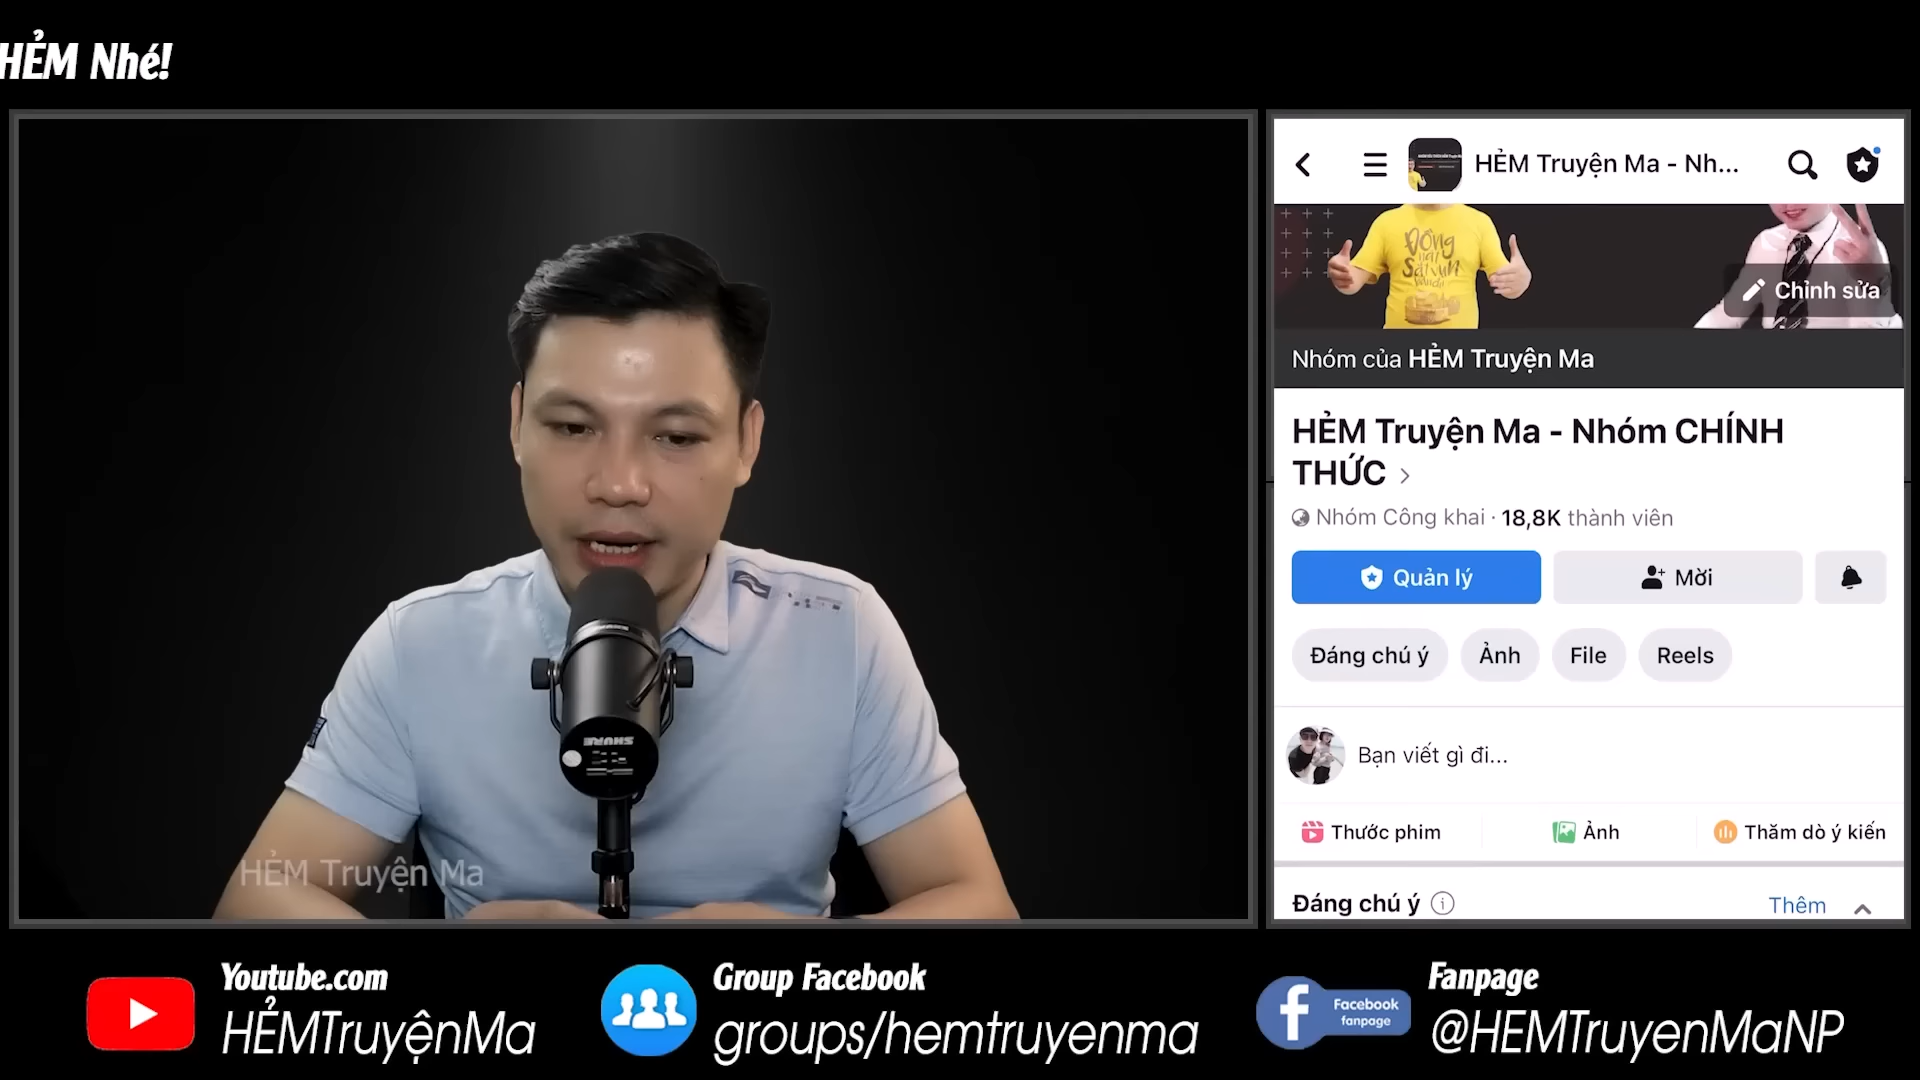 HẺM Nhé!
HẺM Truyện Ma - Nh...
Đồng
Chỉnh sửa
Nhóm của HẺM Truyện Ma
HẺM Truyện Ma - Nhóm CHÍNH
THỨC
Nhóm Công khai · 18,8K thành viên
Quản lý
Mời
Đáng chú ý
Ảnh
File
Reels
Bạn viết gì đi...
Thước phim
Ảnh
Thăm dò ý kiến
Đáng chú ý
Thêm
SHURE
HẺM Truyện Ma
Youtube.com
HẺMTruyệnMa
Group Facebook
groups/hemtruyenma
Facebook
fanpage
Fanpage
@HEMTruyenMaNP